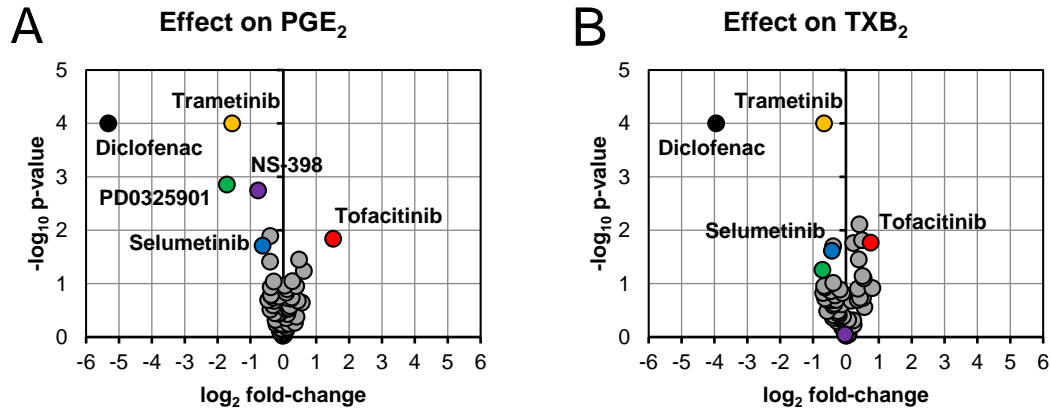 A
Effect on PGE2
5
4
3
2
1
0
-log10 p-value
Trametinib
Diclofenac
NS-398
PD0325901
Tofacitinib
Selumetinib
-6 -5 -4 -3 -2 -1 0 1 2 3 4 5 6
log2 fold-change
B
Effect on TXB2
5
4
3
2
1
0
-log10 p-value
Trametinib
Diclofenac
Tofacitinib
Selumetinib
-6 -5 -4 -3 -2 -1 0 1 2 3 4 5 6
log2 fold-change